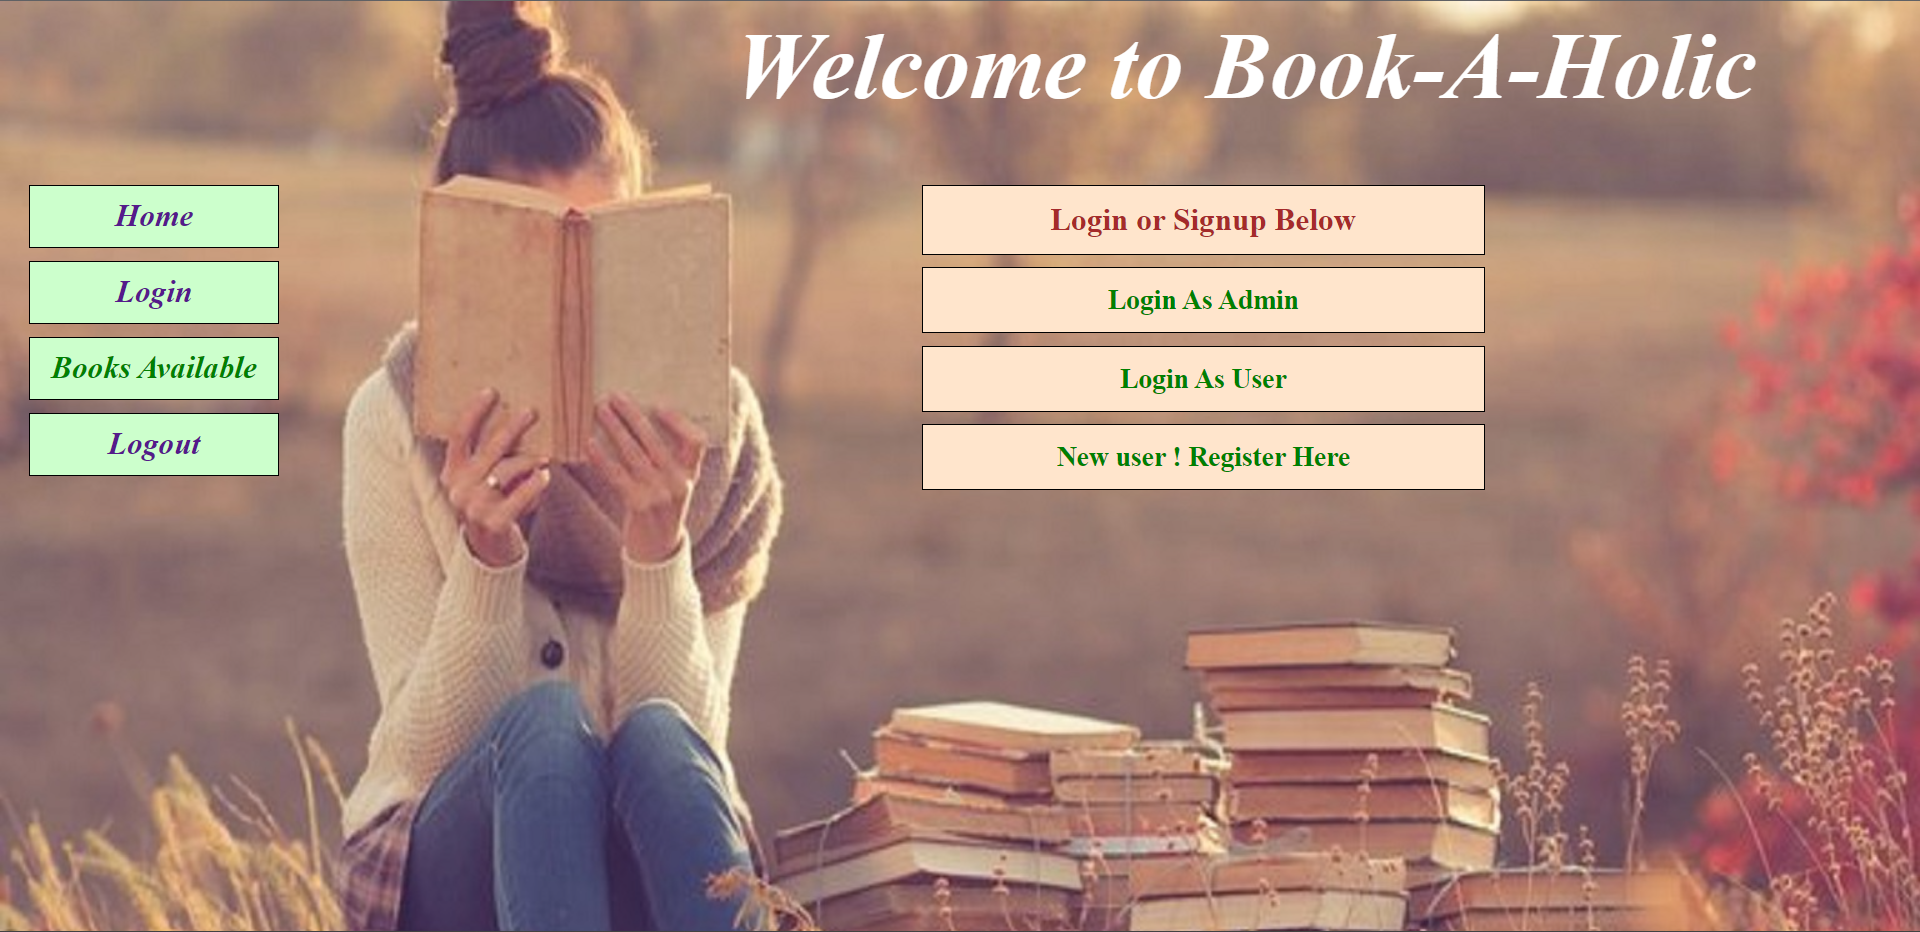 Welcome to Book-A-Holic
Home
Login
Books Available
Logout
Login or Signup Below
Login As Admin
Login As User
New user ! Register Here